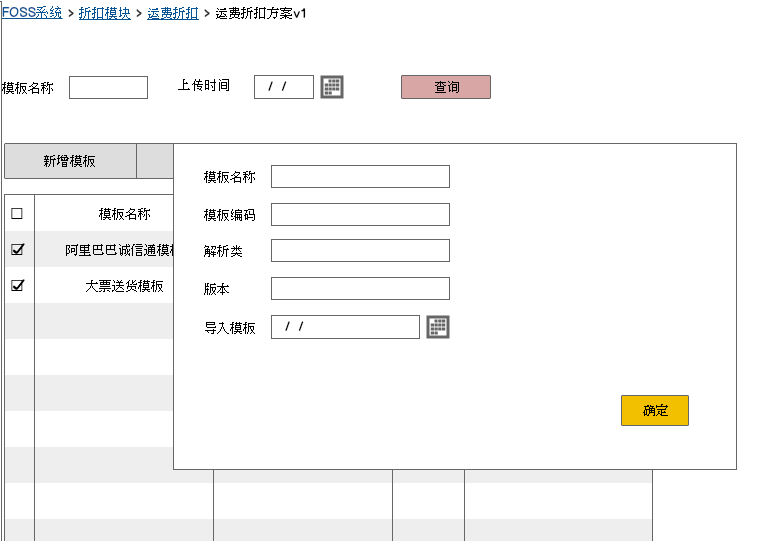 FOSS系统 > 折扣模块 > 运费折扣 > 运费折扣方案v1
模板名称
上传时间
/ /
查询
新增模板
模板名称
阿里巴巴诚信通模
大票送货模板
模板名称
模板编码
解析类
版本
导入模板
/ /
确定